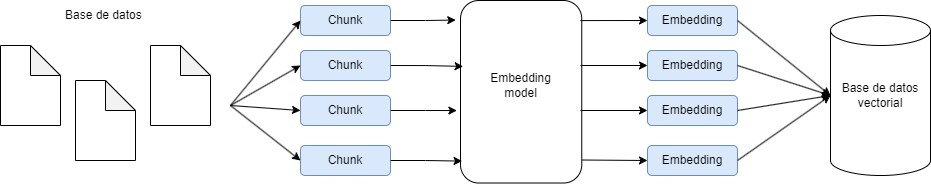 Base de datos
Chunk
Chunk
Chunk
Chunk
Embedding
model
Embedding
Embedding
Embedding
Embedding
Base de datos
vectorial